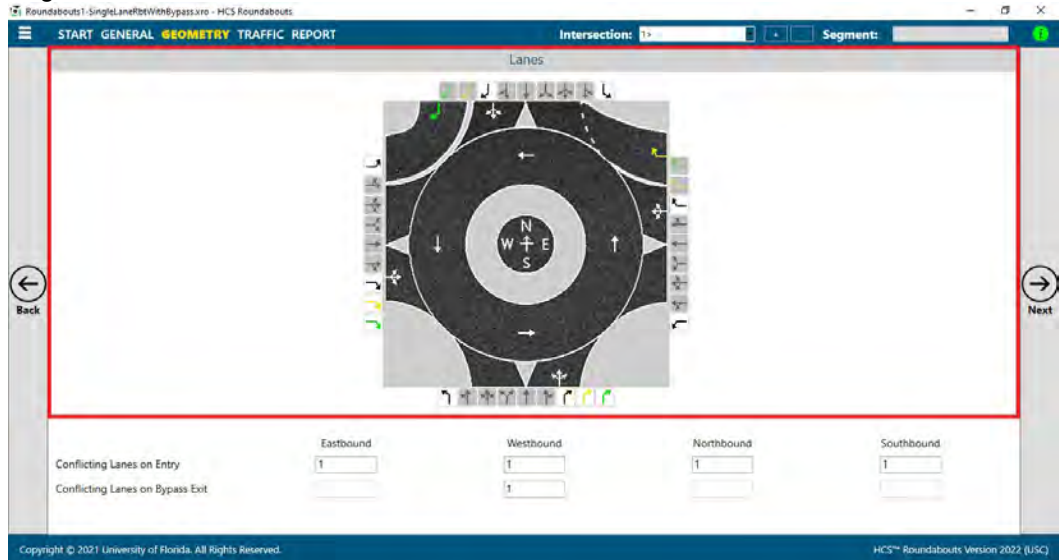 Roundabouts1-SingleLaneRbtWithBypass.xro - HCS Roundabouts
START GENERAL GEOMETRY TRAFFIC REPORT Intersection: 1> Segment:
Lanes
N
W E
S
Back
Next
Eastbound Westbound Northbound Southbound
Conflicting Lanes on Entry 1 1 1 1
Conflicting Lanes on Bypass Exit 1
Copyright © 2021 University of Florida. All Rights Reserved. HCS™ Roundabouts Version 2022 (USC)